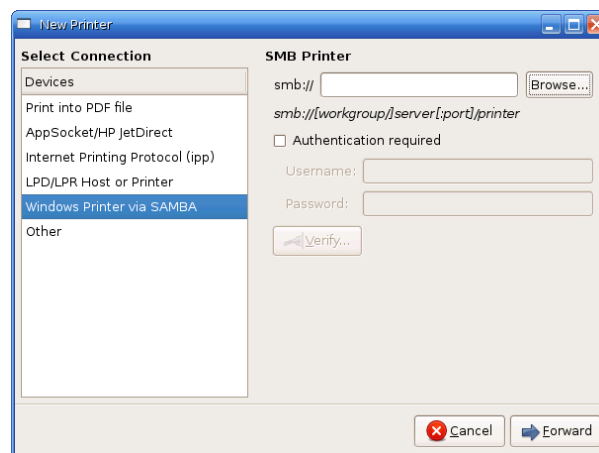 New Printer
Select Connection
Devices
Print into PDF file
AppSocket/HP JetDirect
Internet Printing Protocol (ipp)
LPD/LPR Host or Printer
Windows Printer via SAMBA
Other
SMB Printer
smb:// Browse...
smb://[workgroup/]server[:port]/printer
Authentication required
Username:
Password:
Verify...
Cancel Forward